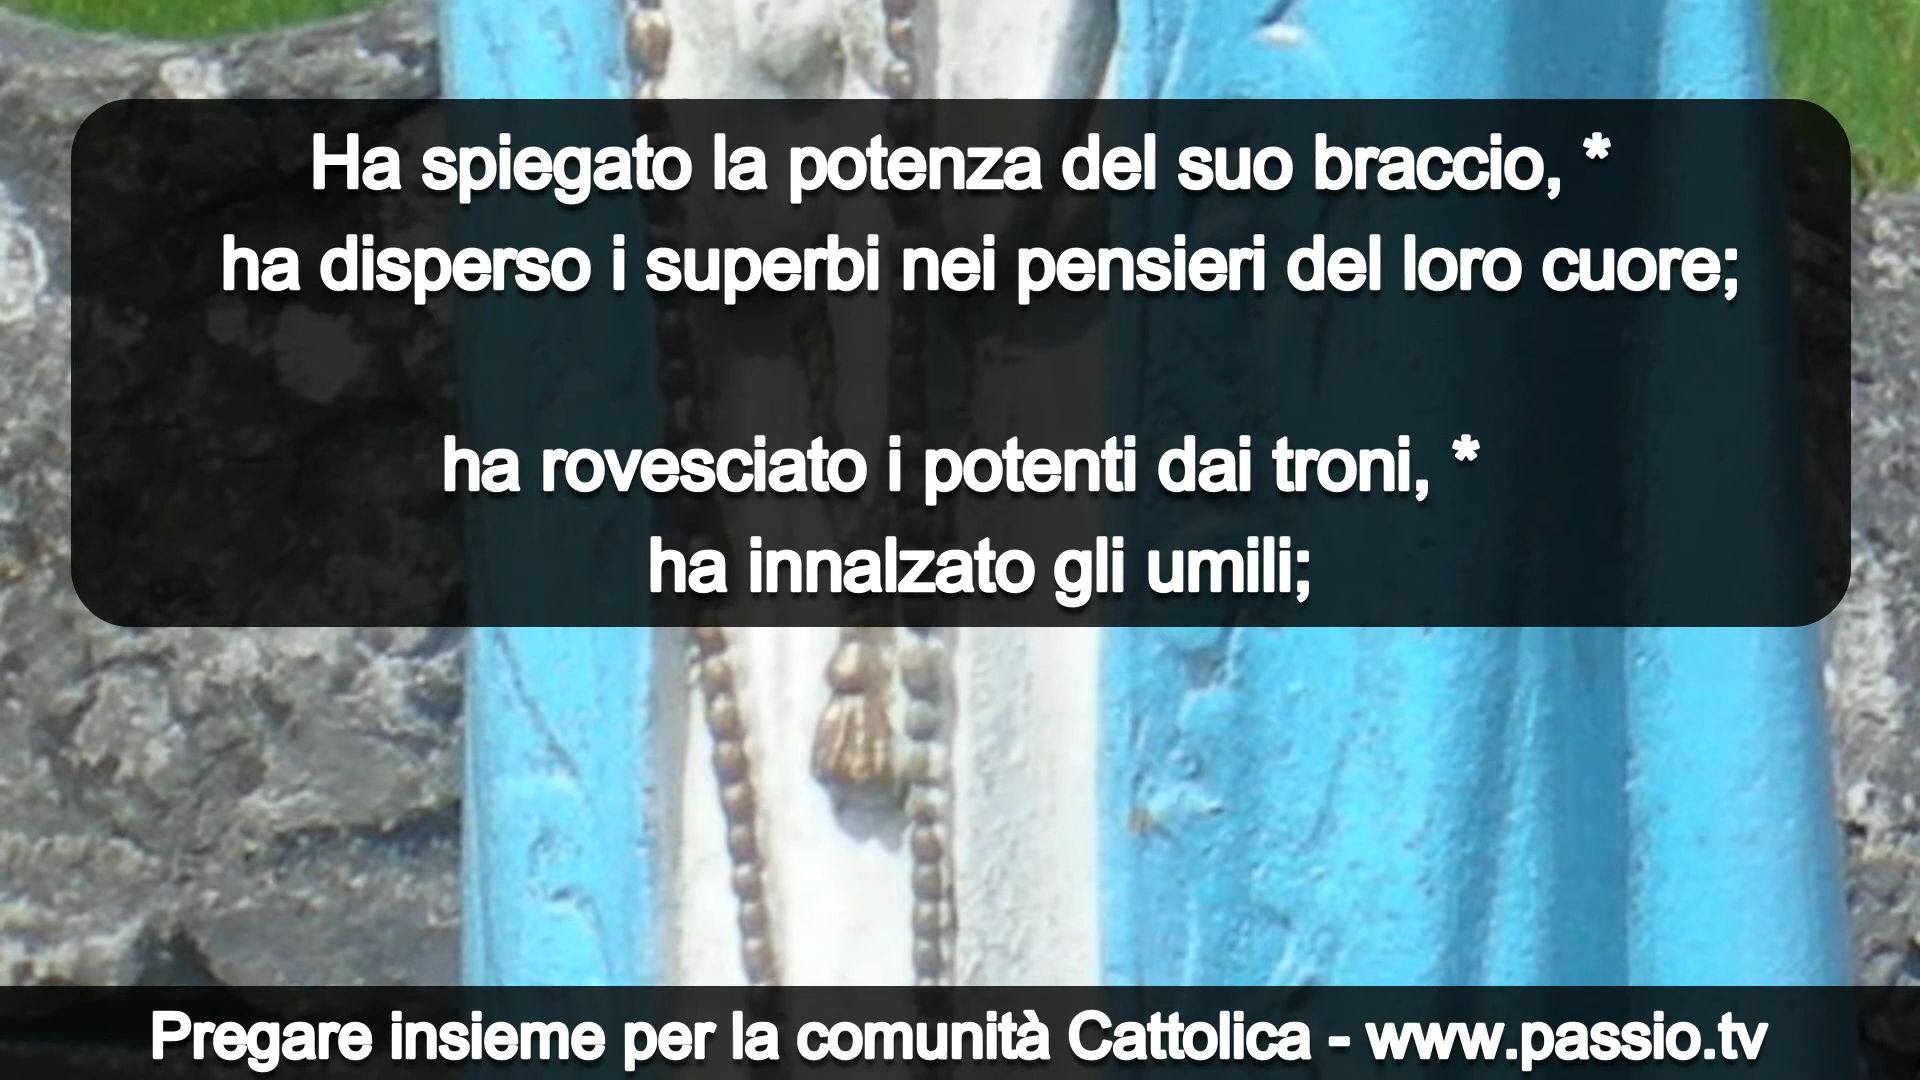 Ha spiegato la potenza del suo braccio, *
ha disperso i superbi nei pensieri del loro cuore;
ha rovesciato i potenti dai troni, *
ha innalzato gli umili;
Pregare insieme per la comunità Cattolica - www.passio.tv